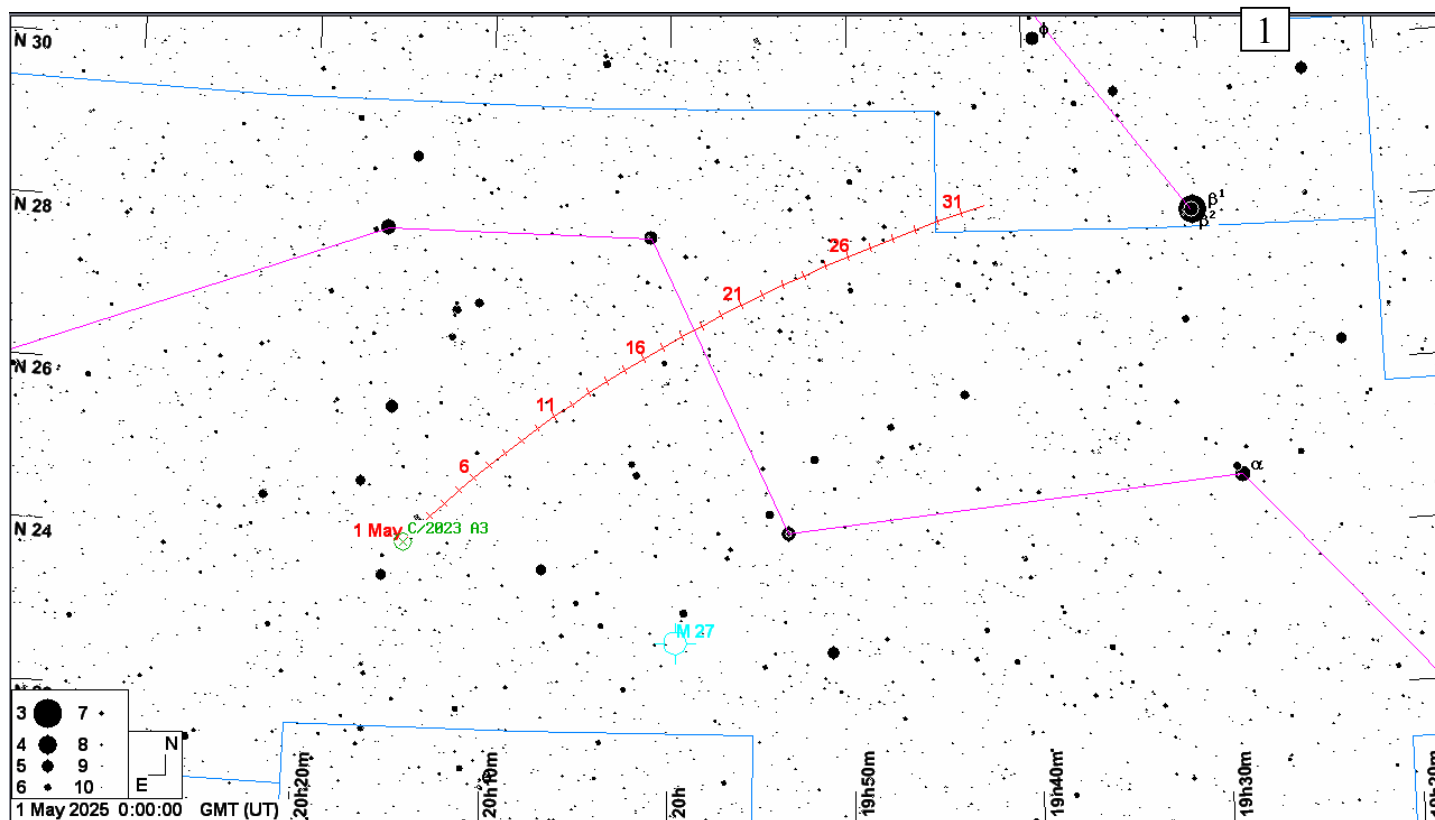 1
N 30
ϕ
N 28
β¹
β²
31
26
21
N 26
16
11
6
α
N 24
1 May
C/2023 A3
M 27
3 7
4 8
5 9
6 10
N
E
20h20m
20h10m
20h
19h50m
19h40m
19h30m
1 May 2025 0:00:00 GMT (UT)